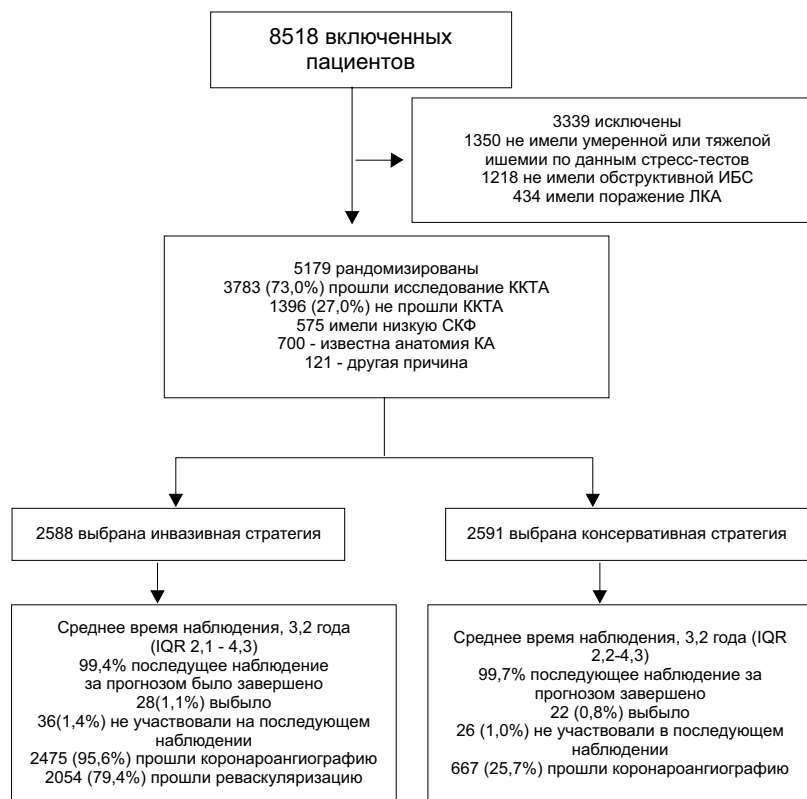 8518 включенных
пациентов
3339 исключены
1350 не имели умеренной или тяжелой
ишемии по данным стресс-тестов
1218 не имели обструктивной ИБС
434 имели поражение ЛКА
5179 рандомизированы
3783 (73,0%) прошли исследование ККТА
1396 (27,0%) не прошли ККТА
575 имели низкую СКФ
700 - известна анатомия КА
121 - другая причина
2588 выбрана инвазивная стратегия
2591 выбрана консервативная стратегия
Среднее время наблюдения, 3,2 года
(IQR 2,1 - 4,3)
99,4% последущее наблюдение
за прогнозом было завершено
28(1,1%) выбыло
36(1,4%) не участвовали на последующем
наблюдении
2475 (95,6%) прошли коронароангиографию
2054 (79,4%) прошли реваскуляризацию
Среднее время наблюдения, 3,2 года (IQR
2,2-4,3)
99,7% последующее наблюдение за
прогнозом завершено
22 (0,8%) выбыло
26 (1,0%) не участвовали в последующем
наблюдении
667 (25,7%) прошли коронароангиографию